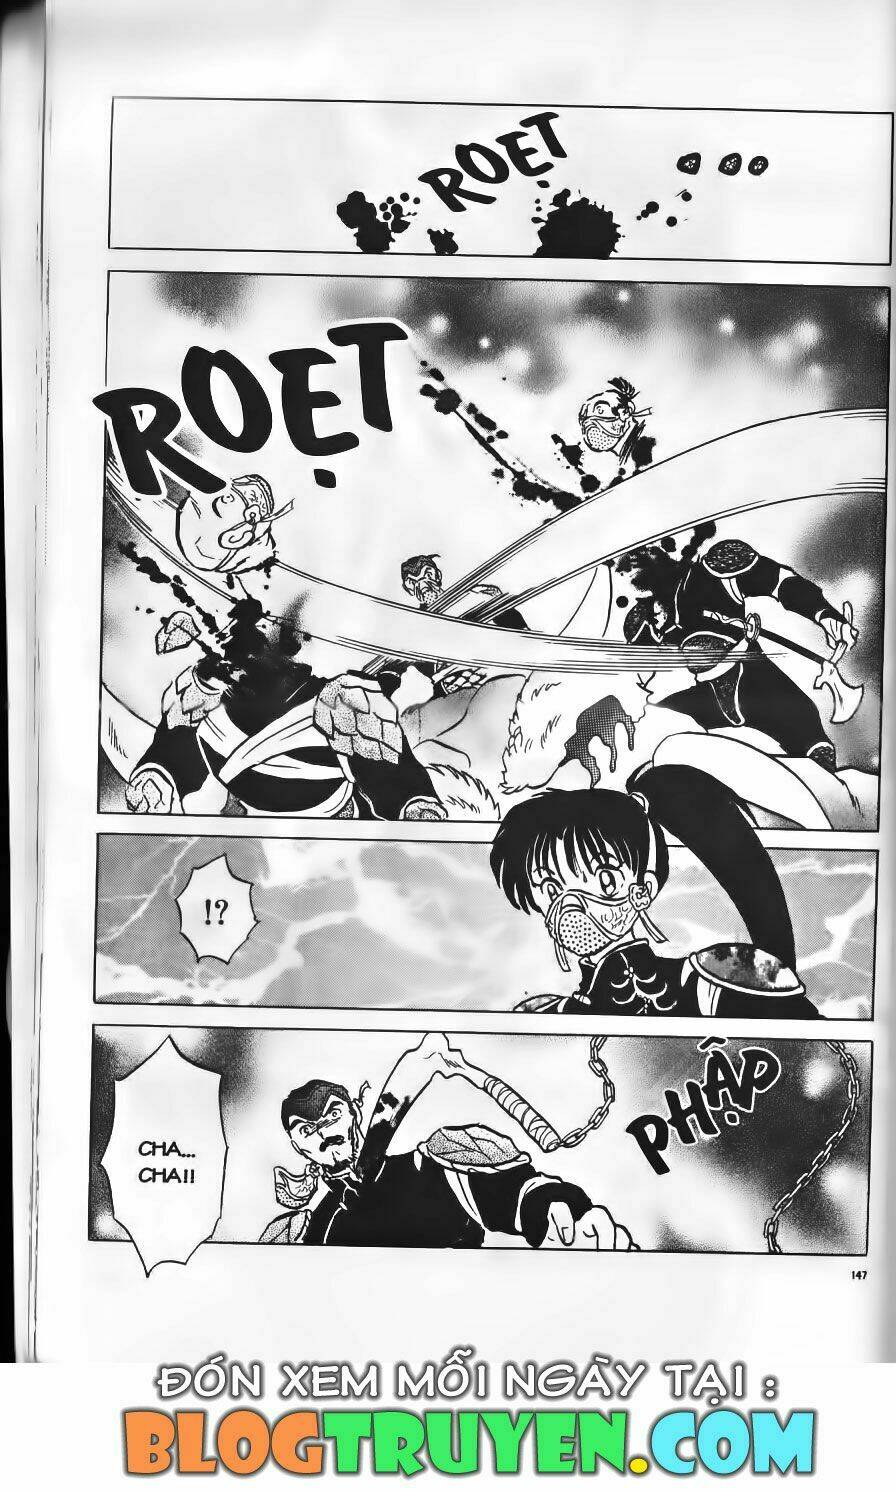 ROẸT
ROẸT
!?
PHẬP
CHA...
CHA!!
147
ĐÓN XEM MỖI NGÀY TẠI :
BLOGTRUYEN.COM